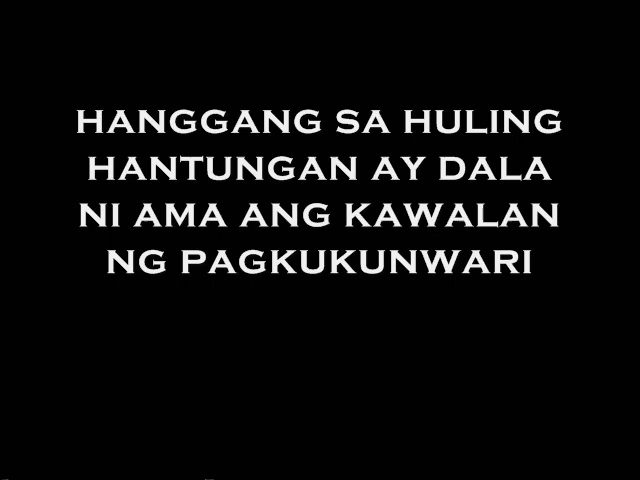 HANGGANG SA HULING
HANTUNGAN AY DALA
NI AMA ANG KAWALAN
NG PAGKUKUNWARI